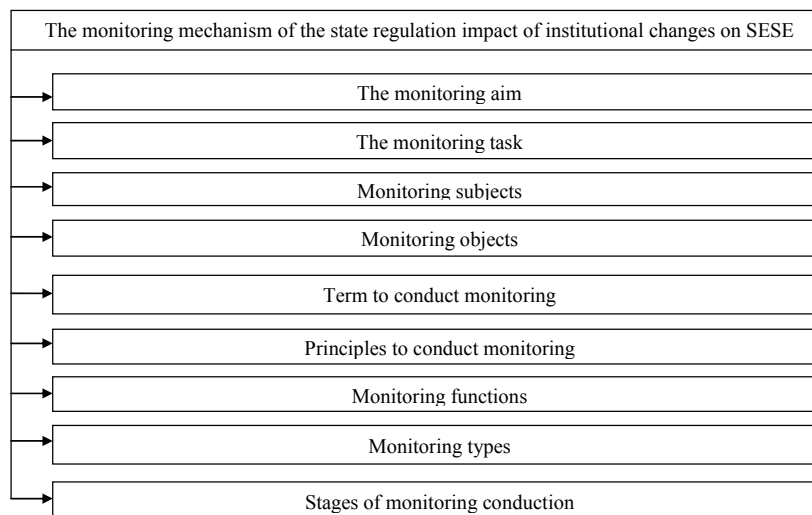 The monitoring mechanism of the state regulation impact of institutional changes on SESE
The monitoring aim
The monitoring task
Monitoring subjects
Monitoring objects
Term to conduct monitoring
Principles to conduct monitoring
Monitoring functions
Monitoring types
Stages of monitoring conduction